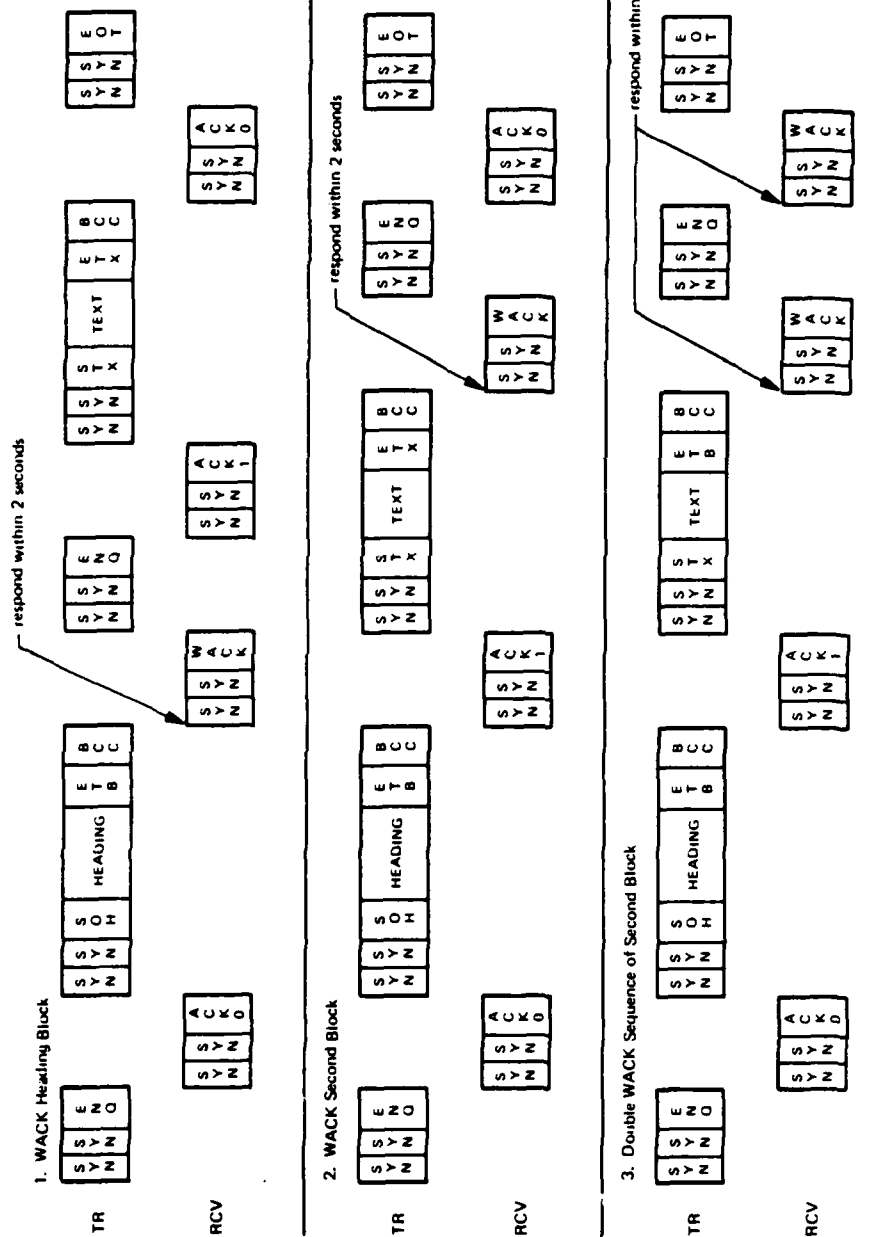 1. WACK Heading Block
respond within 2 seconds
TR
SYN SYN ENQ
SYN SYN SOH HEADING ETB BCC
SYN SYN ENQ
SYN SYN STX TEXT ETX BCC
SYN SYN EOT
RCV
SYN SYN ACK0
SYN SYN WACK
SYN SYN ACK1
SYN SYN ACK0
2. WACK Second Block
respond within 2 seconds
TR
SYN SYN ENQ
SYN SYN SOH HEADING ETB BCC
SYN SYN STX TEXT ETX BCC
SYN SYN ENQ
SYN SYN EOT
RCV
SYN SYN ACK0
SYN SYN ACK1
SYN SYN WACK
SYN SYN ACK0
3. Double WACK Sequence of Second Block
respond within
TR
SYN SYN ENQ
SYN SYN SOH HEADING ETB BCC
SYN SYN STX TEXT ETB BCC
SYN SYN ENQ
SYN SYN EOT
RCV
SYN SYN ACK0
SYN SYN ACK1
SYN SYN WACK
SYN SYN WACK